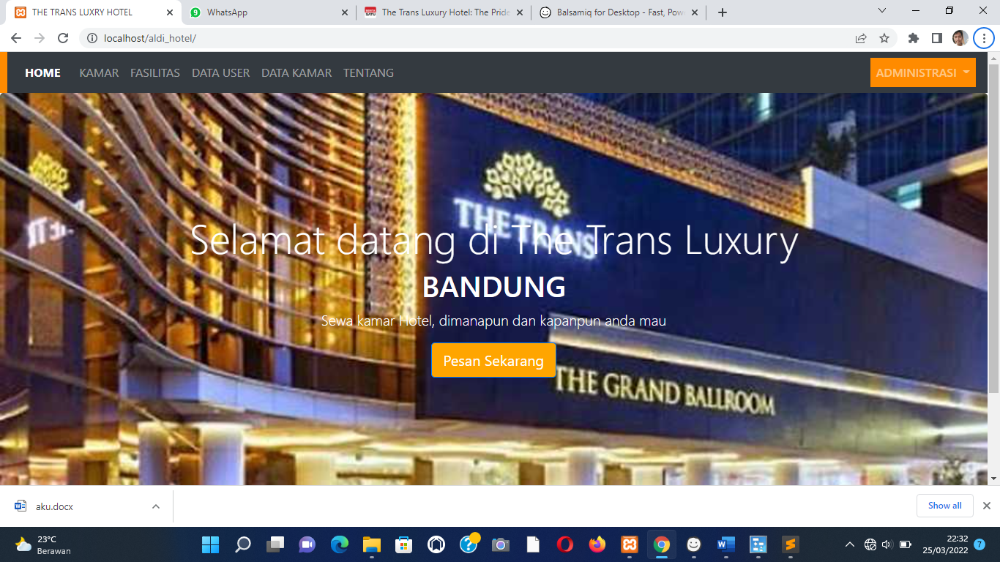 THE TRANS LUXRY HOTEL
WhatsApp
The Trans Luxury Hotel: The Pride
Balsamiq for Desktop - Fast, Pow
localhost/aldi_hotel/
HOME KAMAR FASILITAS DATA USER DATA KAMAR TENTANG ADMINISTRASI
THE TRANS
Selamat datang di The Trans Luxury
BANDUNG
Sewa kamar Hotel, dimanapun dan kapanpun anda mau
Pesan Sekarang
THE GRAND BALLROOM
aku.docx
Show all
23°C
Berawan
22:32
25/03/2022
7